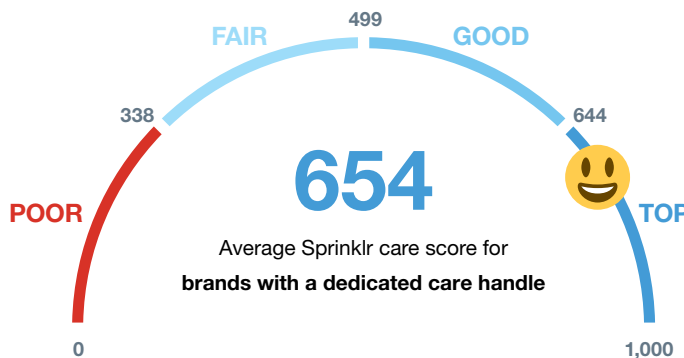 499
FAIR
GOOD
338
644
654
POOR
TOP
Average Sprinklr care score for
brands with a dedicated care handle
0
1,000